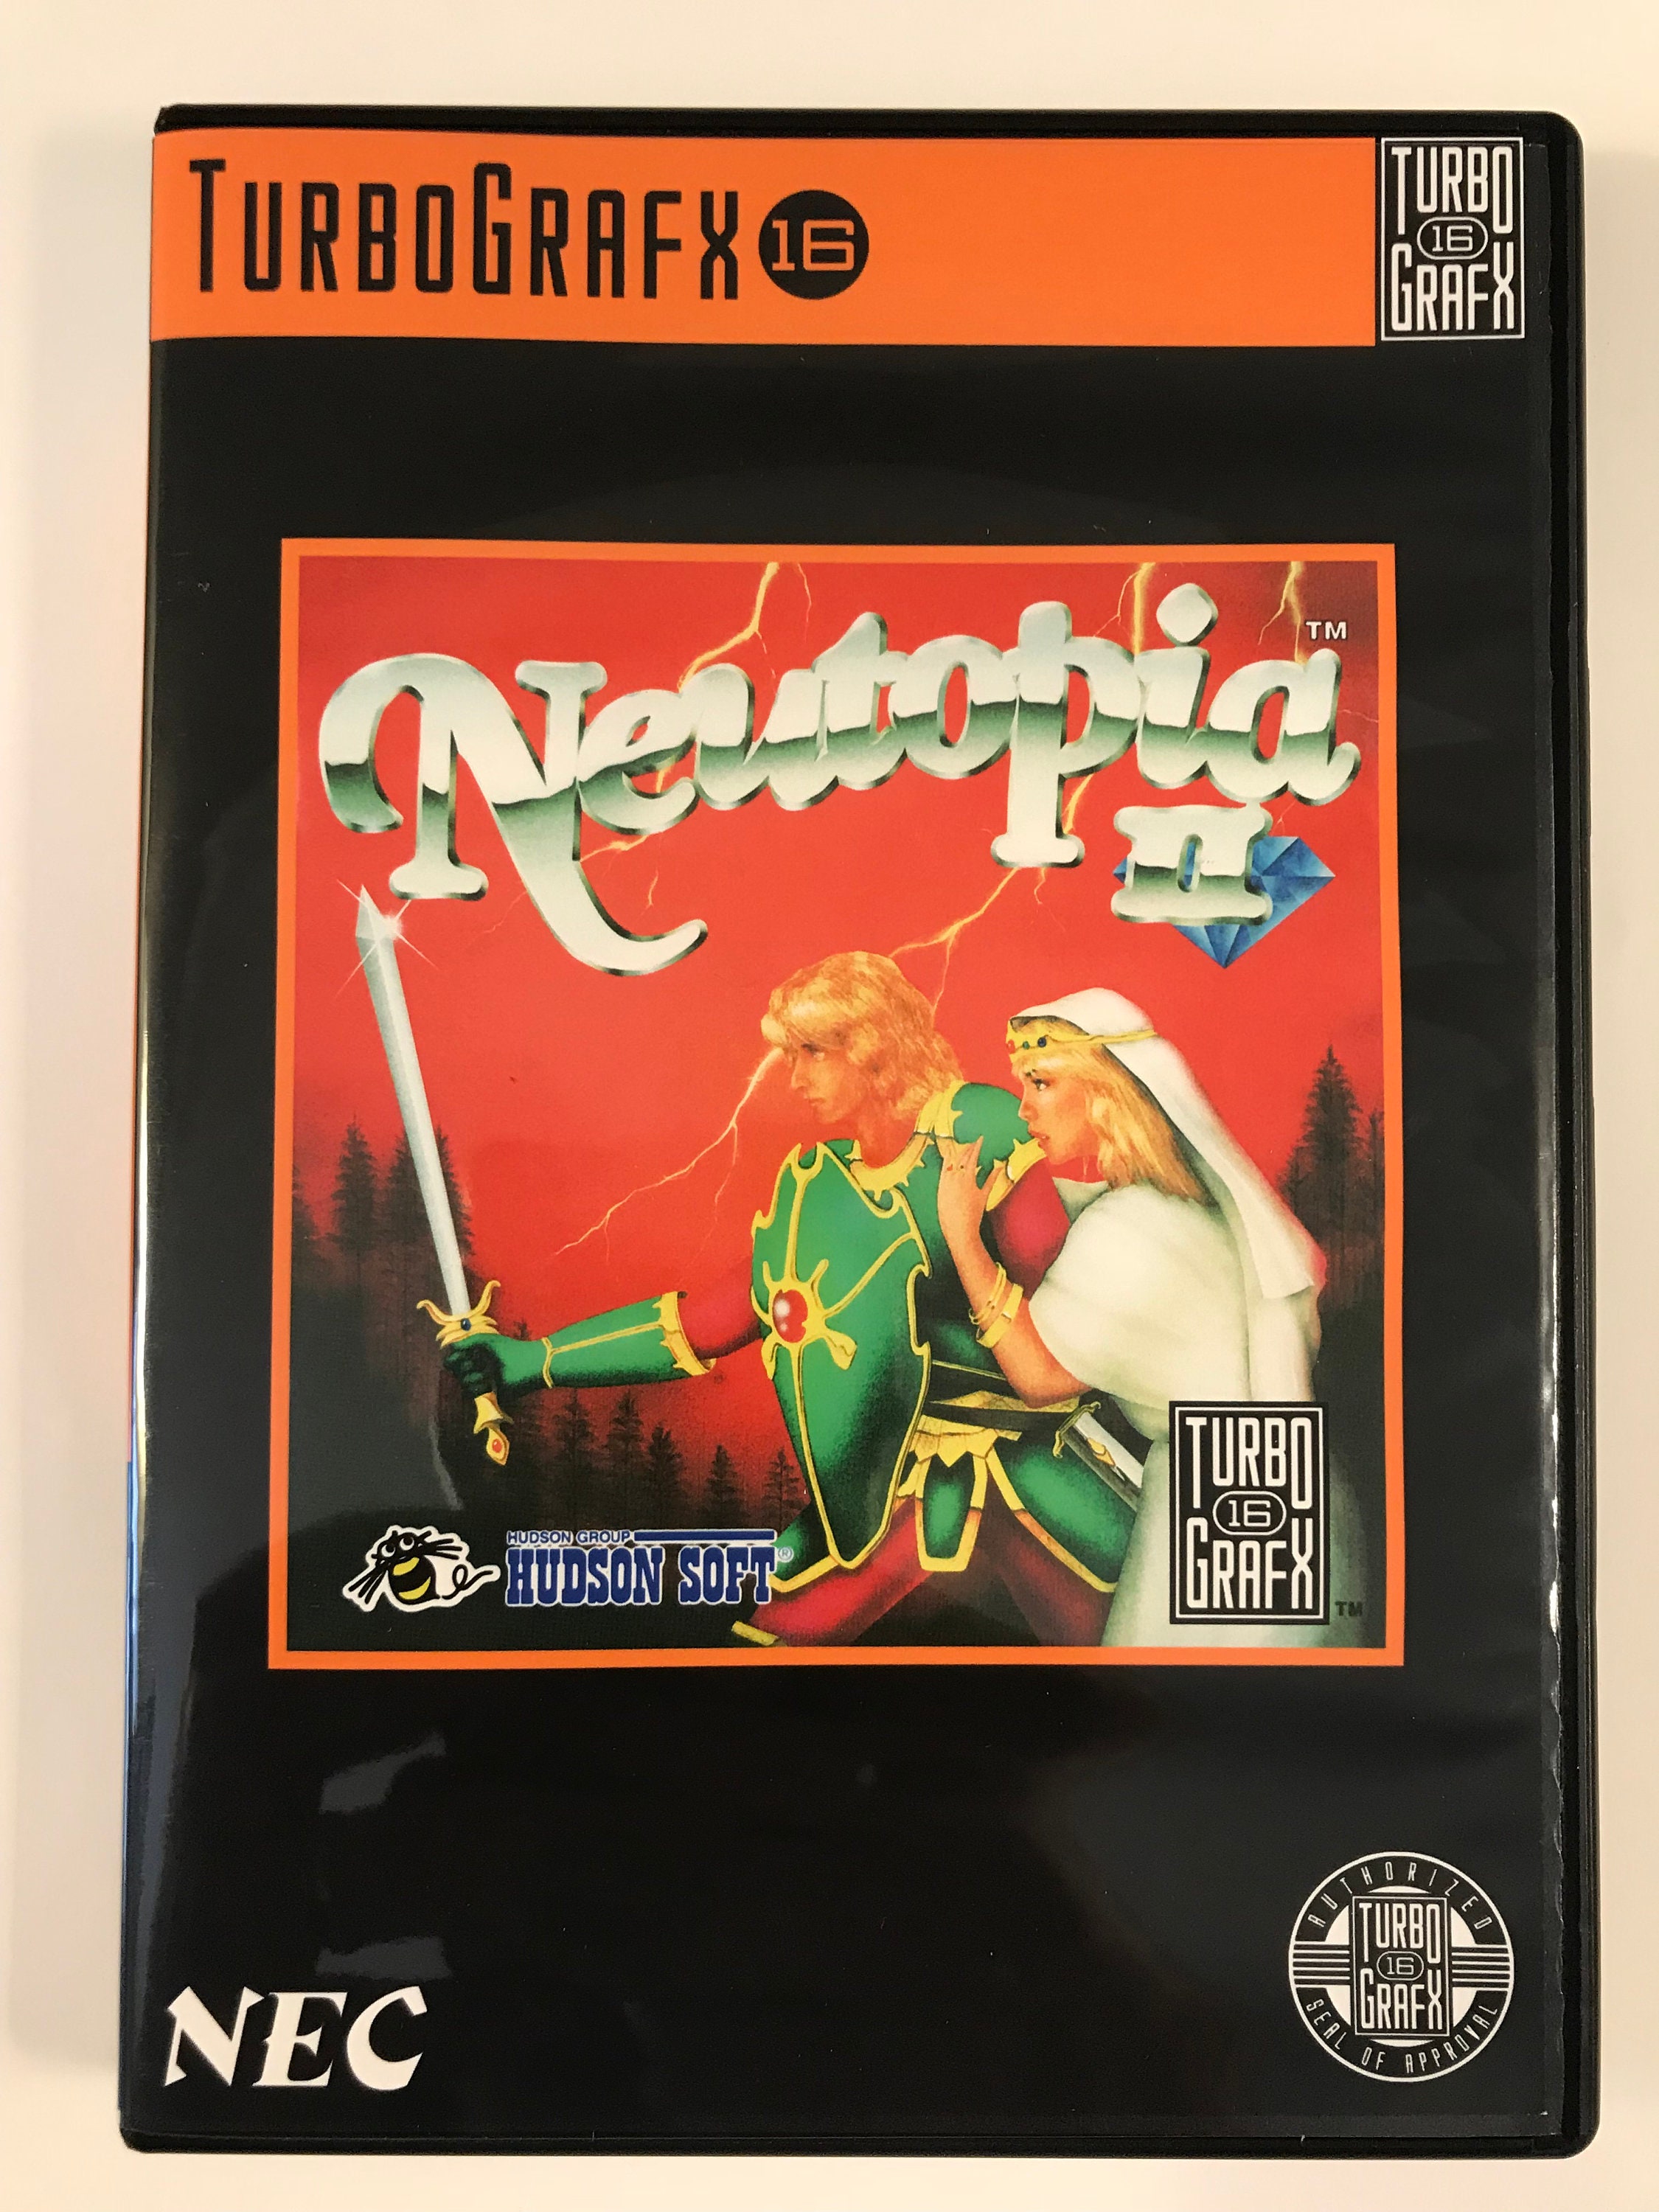 TURBOGRAFX 16
TURBO
16
GRAFX
Neutopia ™
II
HUDSON GROUP
HUDSON SOFT®
TURBO
16
GRAFX ™
NEC
AUTHORIZED
TURBO
16
GRAFX
SEAL OF APPROVAL